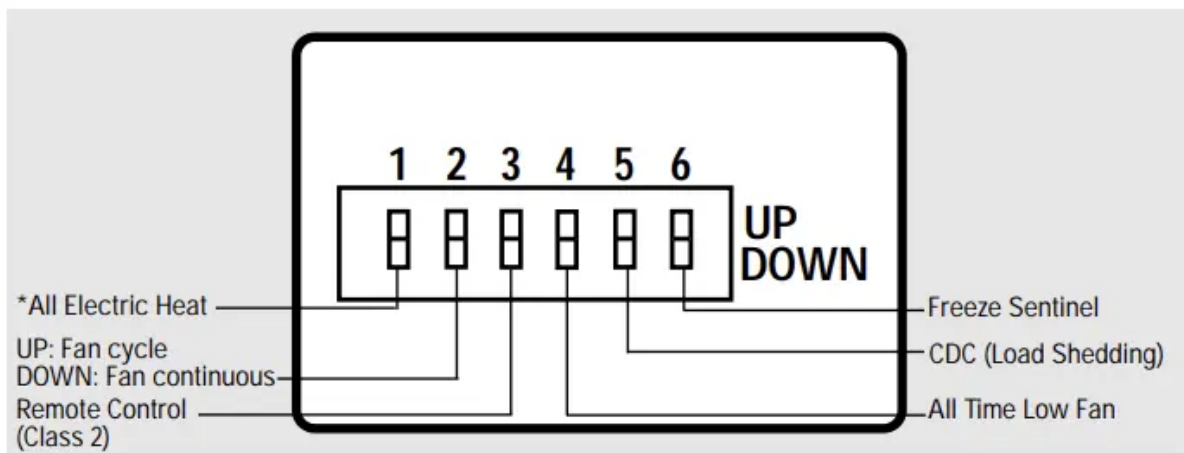 1 2 3 4 5 6
UP
DOWN
*All Electric Heat
UP: Fan cycle
DOWN: Fan continuous
Remote Control
(Class 2)
Freeze Sentinel
CDC (Load Shedding)
All Time Low Fan